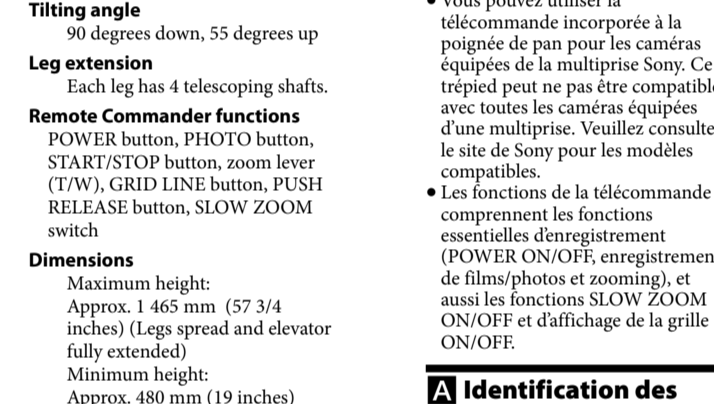 Tilting angle
90 degrees down, 55 degrees up
Leg extension
Each leg has 4 telescoping shafts.
Remote Commander functions
POWER button, PHOTO button,
START/STOP button, zoom lever
(T/W), GRID LINE button, PUSH
RELEASE button, SLOW ZOOM
switch
Dimensions
Maximum height:
Approx. 1 465 mm (57 3/4
inches) (Legs spread and elevator
fully extended)
Minimum height:
Approx. 480 mm (19 inches)
• Vous pouvez utiliser la
télécommande incorporée à la
poignée de pan pour les caméras
équipées de la multiprise Sony. Ce
trépied peut ne pas être
avec toutes les caméras équipées
d'une multiprise. Veuillez
le site de Sony pour les modèles
compatibles.
• Les fonctions de la télécommande
comprennent les fonctions
essentielles d'enregistrement
(POWER ON/OFF,
de films/photos et zooming), et
aussi les fonctions SLOW ZOOM
ON/OFF et d'affichage de la grille
ON/OFF.
A Identification des